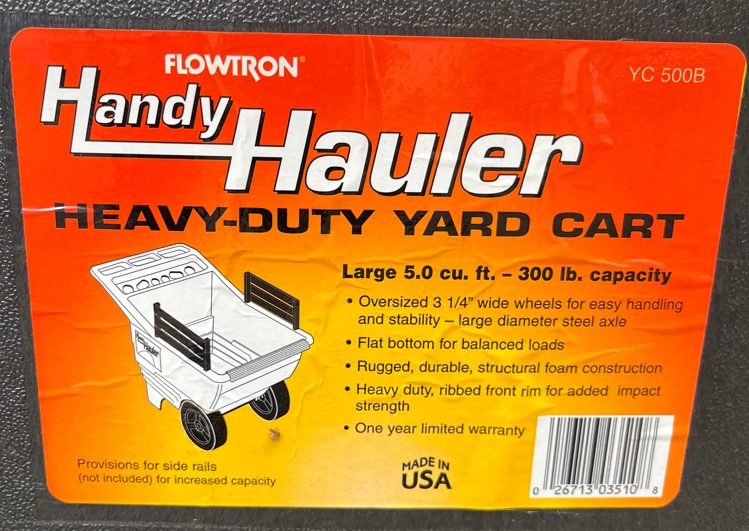 FLOWTRON®
YC 500B
Handy
Hauler
HEAVY-DUTY YARD CART
Large 5.0 cu. ft. – 300 lb. capacity
• Oversized 3 1/4" wide wheels for easy handling
and stability – large diameter steel axle
• Flat bottom for balanced loads
• Rugged, durable, structural foam construction
• Heavy duty, ribbed front rim for added impact
strength
• One year limited warranty
Handy
Hauler
Provisions for side rails
(not included) for increased capacity
MADE IN
USA
0 26713 03510 8